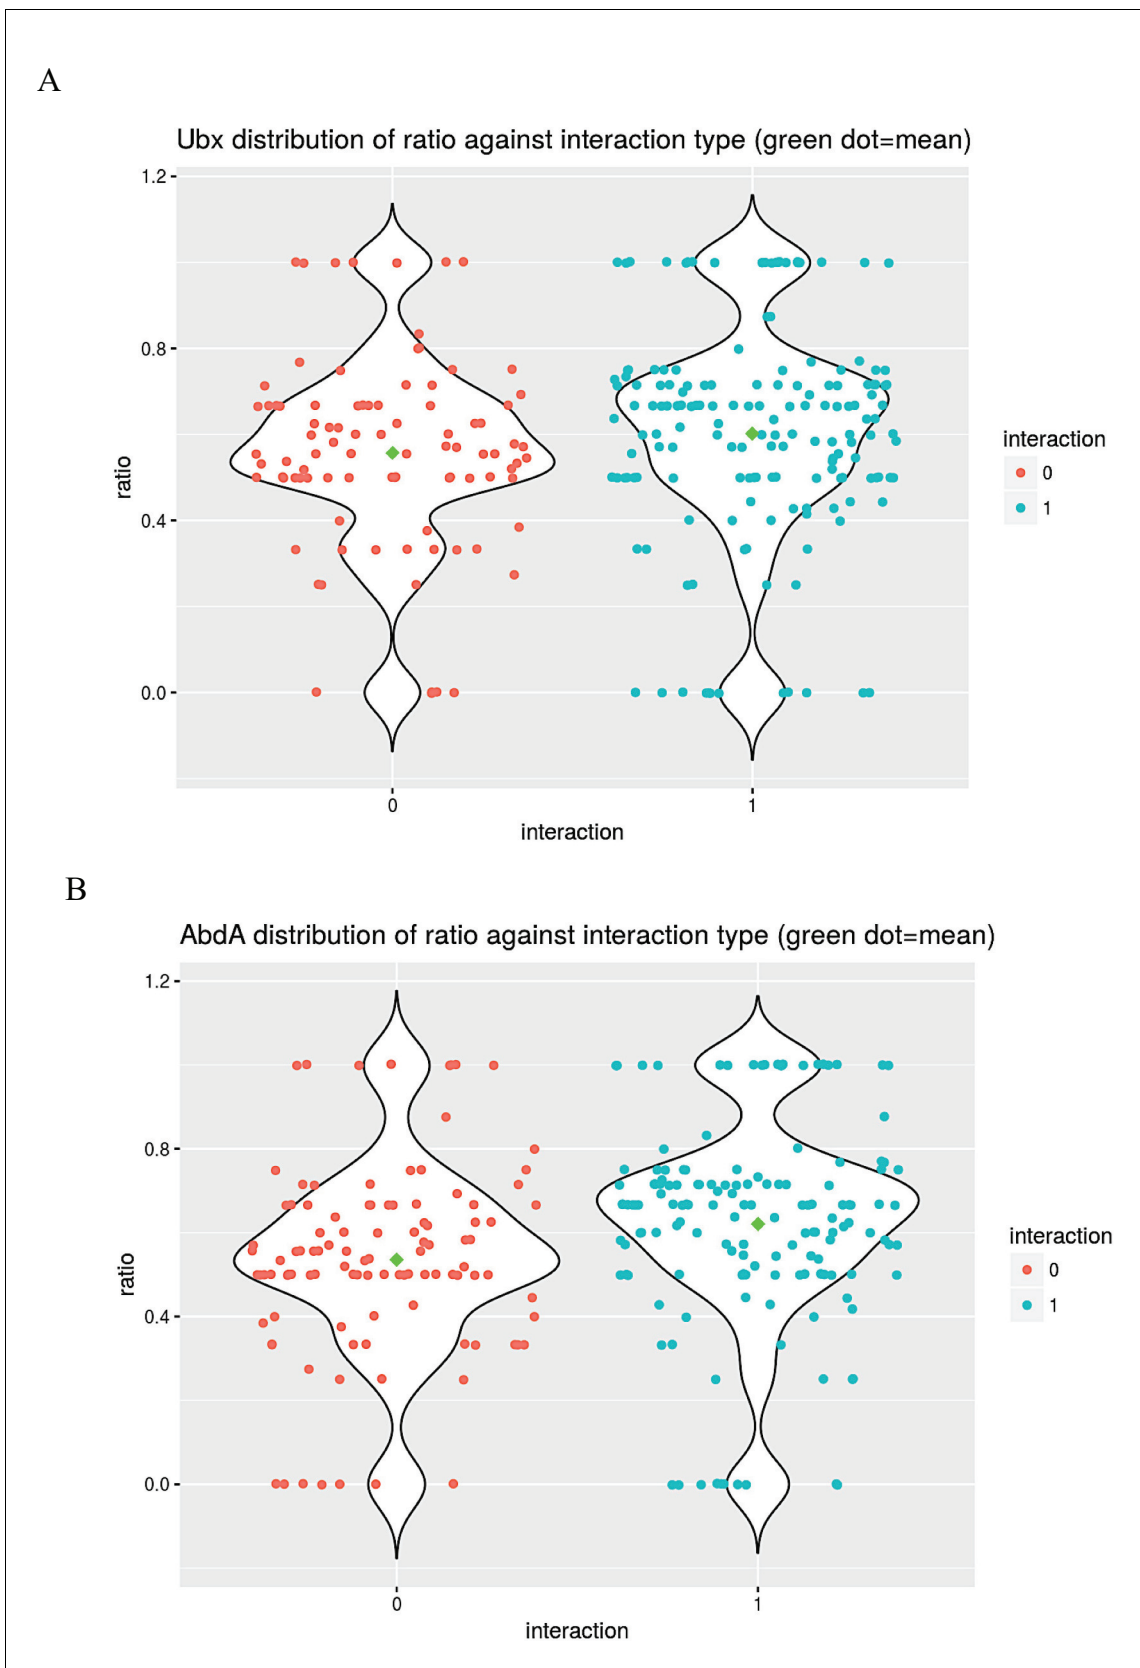 A
Ubx distribution of ratio against interaction type (green dot=mean)
1.2
0.8
0.4
0.0
ratio
0
1
interaction
interaction
0
1
B
AbdA distribution of ratio against interaction type (green dot=mean)
1.2
0.8
0.4
0.0
ratio
0
1
interaction
interaction
0
1